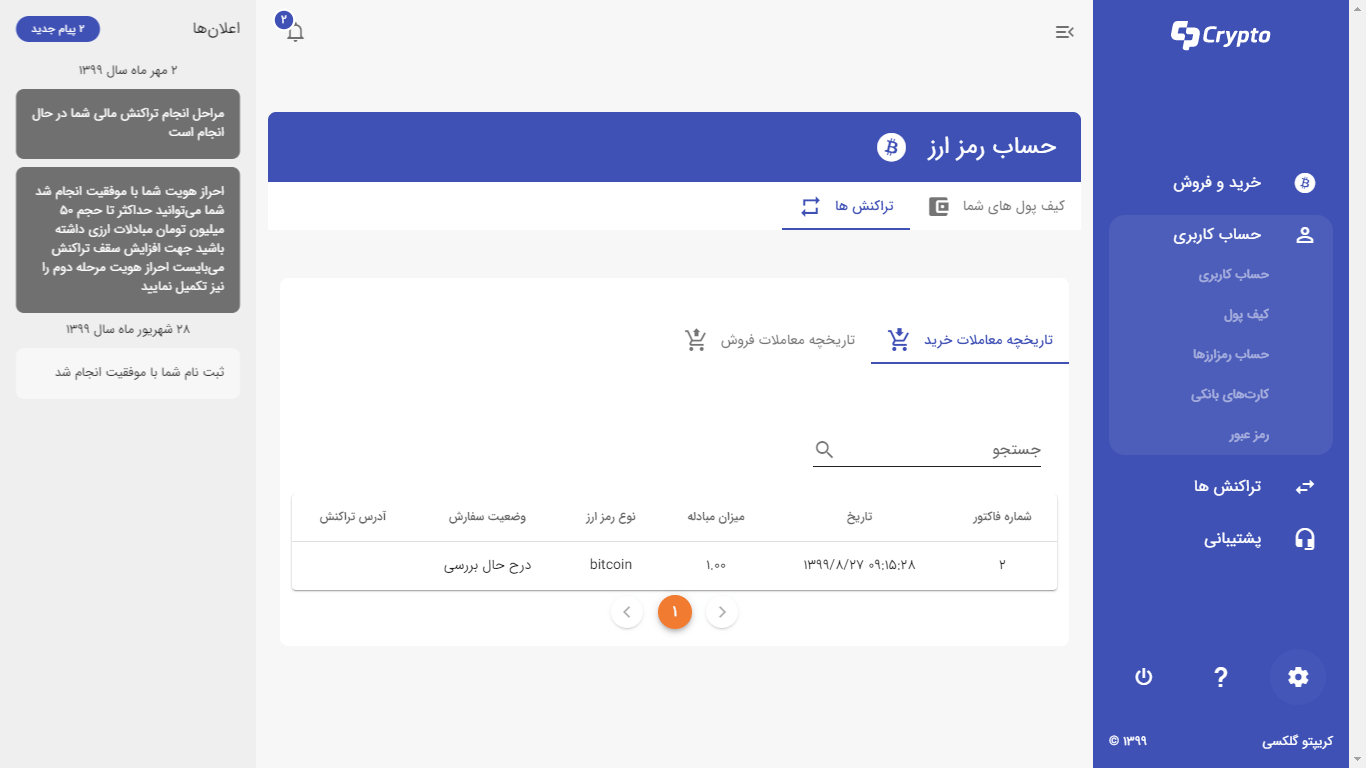 Crypto
خرید و فروش
حساب کاربری
حساب کاربری
کیف پول
حساب رمزارزها
کارت‌های بانکی
رمز عبور
تراکنش ها
پشتیبانی
?
کریپتو گلکسی
© ۱۳۹۹
۲
حساب رمز ارز
کیف پول های شما
تراکنش ها
تاریخچه معاملات خرید
تاریخچه معاملات فروش
جستجو
شماره فاکتور تاریخ میزان مبادله نوع رمز ارز وضعیت سفارش آدرس تراکنش
۲ ۱۳۹۹/۸/۲۷ ۰۹:۱۵:۲۸ ۱.۰۰ bitcoin درح حال بررسی
۱
اعلان‌ها
۲ پیام جدید
۲ مهر ماه سال ۱۳۹۹
مراحل انجام تراکنش مالی شما در حال
انجام است
احراز هویت شما با موفقیت انجام شد
شما می‌توانید حداکثر تا حجم ۵۰
میلیون تومان مبادلات ارزی داشته
باشید جهت افزایش سقف تراکنش
می‌بایست احراز هویت مرحله دوم را
نیز تکمیل نمایید
۲۸ شهریور ماه سال ۱۳۹۹
ثبت نام شما با موفقیت انجام شد